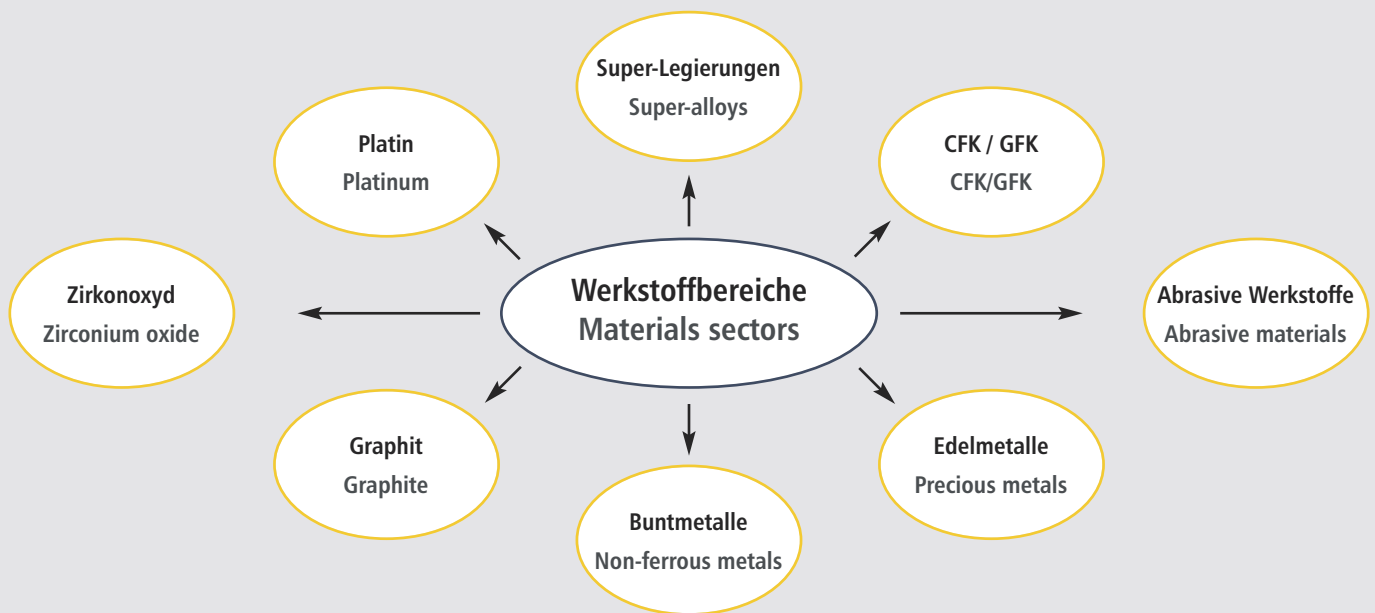 Super-Legierungen
Super-alloys
Platin
Platinum
CFK / GFK
CFK/GFK
Zirkonoxyd
Zirconium oxide
Werkstoffbereiche
Materials sectors
Abrasive Werkstoffe
Abrasive materials
Graphit
Graphite
Edelmetalle
Precious metals
Buntmetalle
Non-ferrous metals